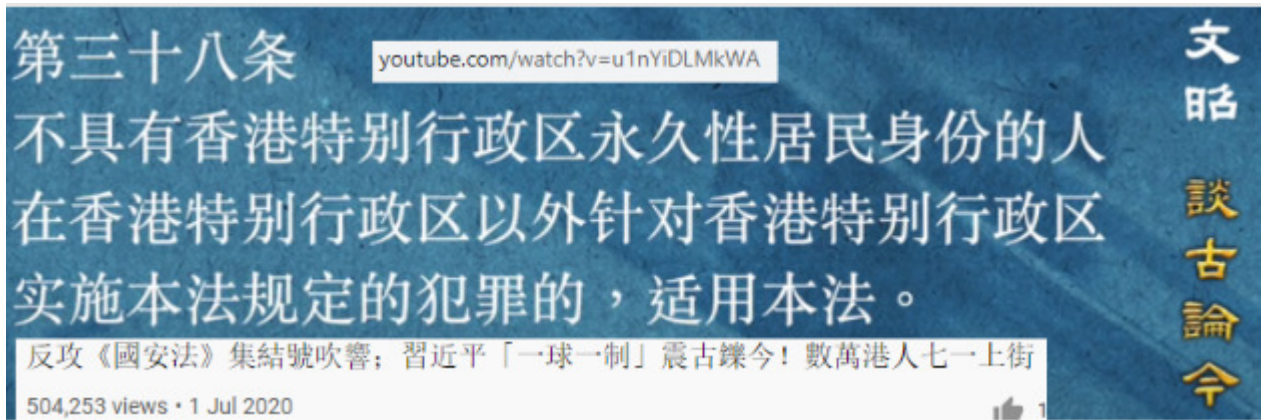 第三十八条
youtube.com/watch?v=u1nYiDLMkWA
不具有香港特别行政区永久性居民身份的人
在香港特别行政区以外针对香港特别行政区
实施本法规定的犯罪的，适用本法。
反攻《國安法》集結號吹響；習近平「一球一制」震古鑠今！數萬港人七一上街
504,253 views • 1 Jul 2020
1
文昭
談古論今